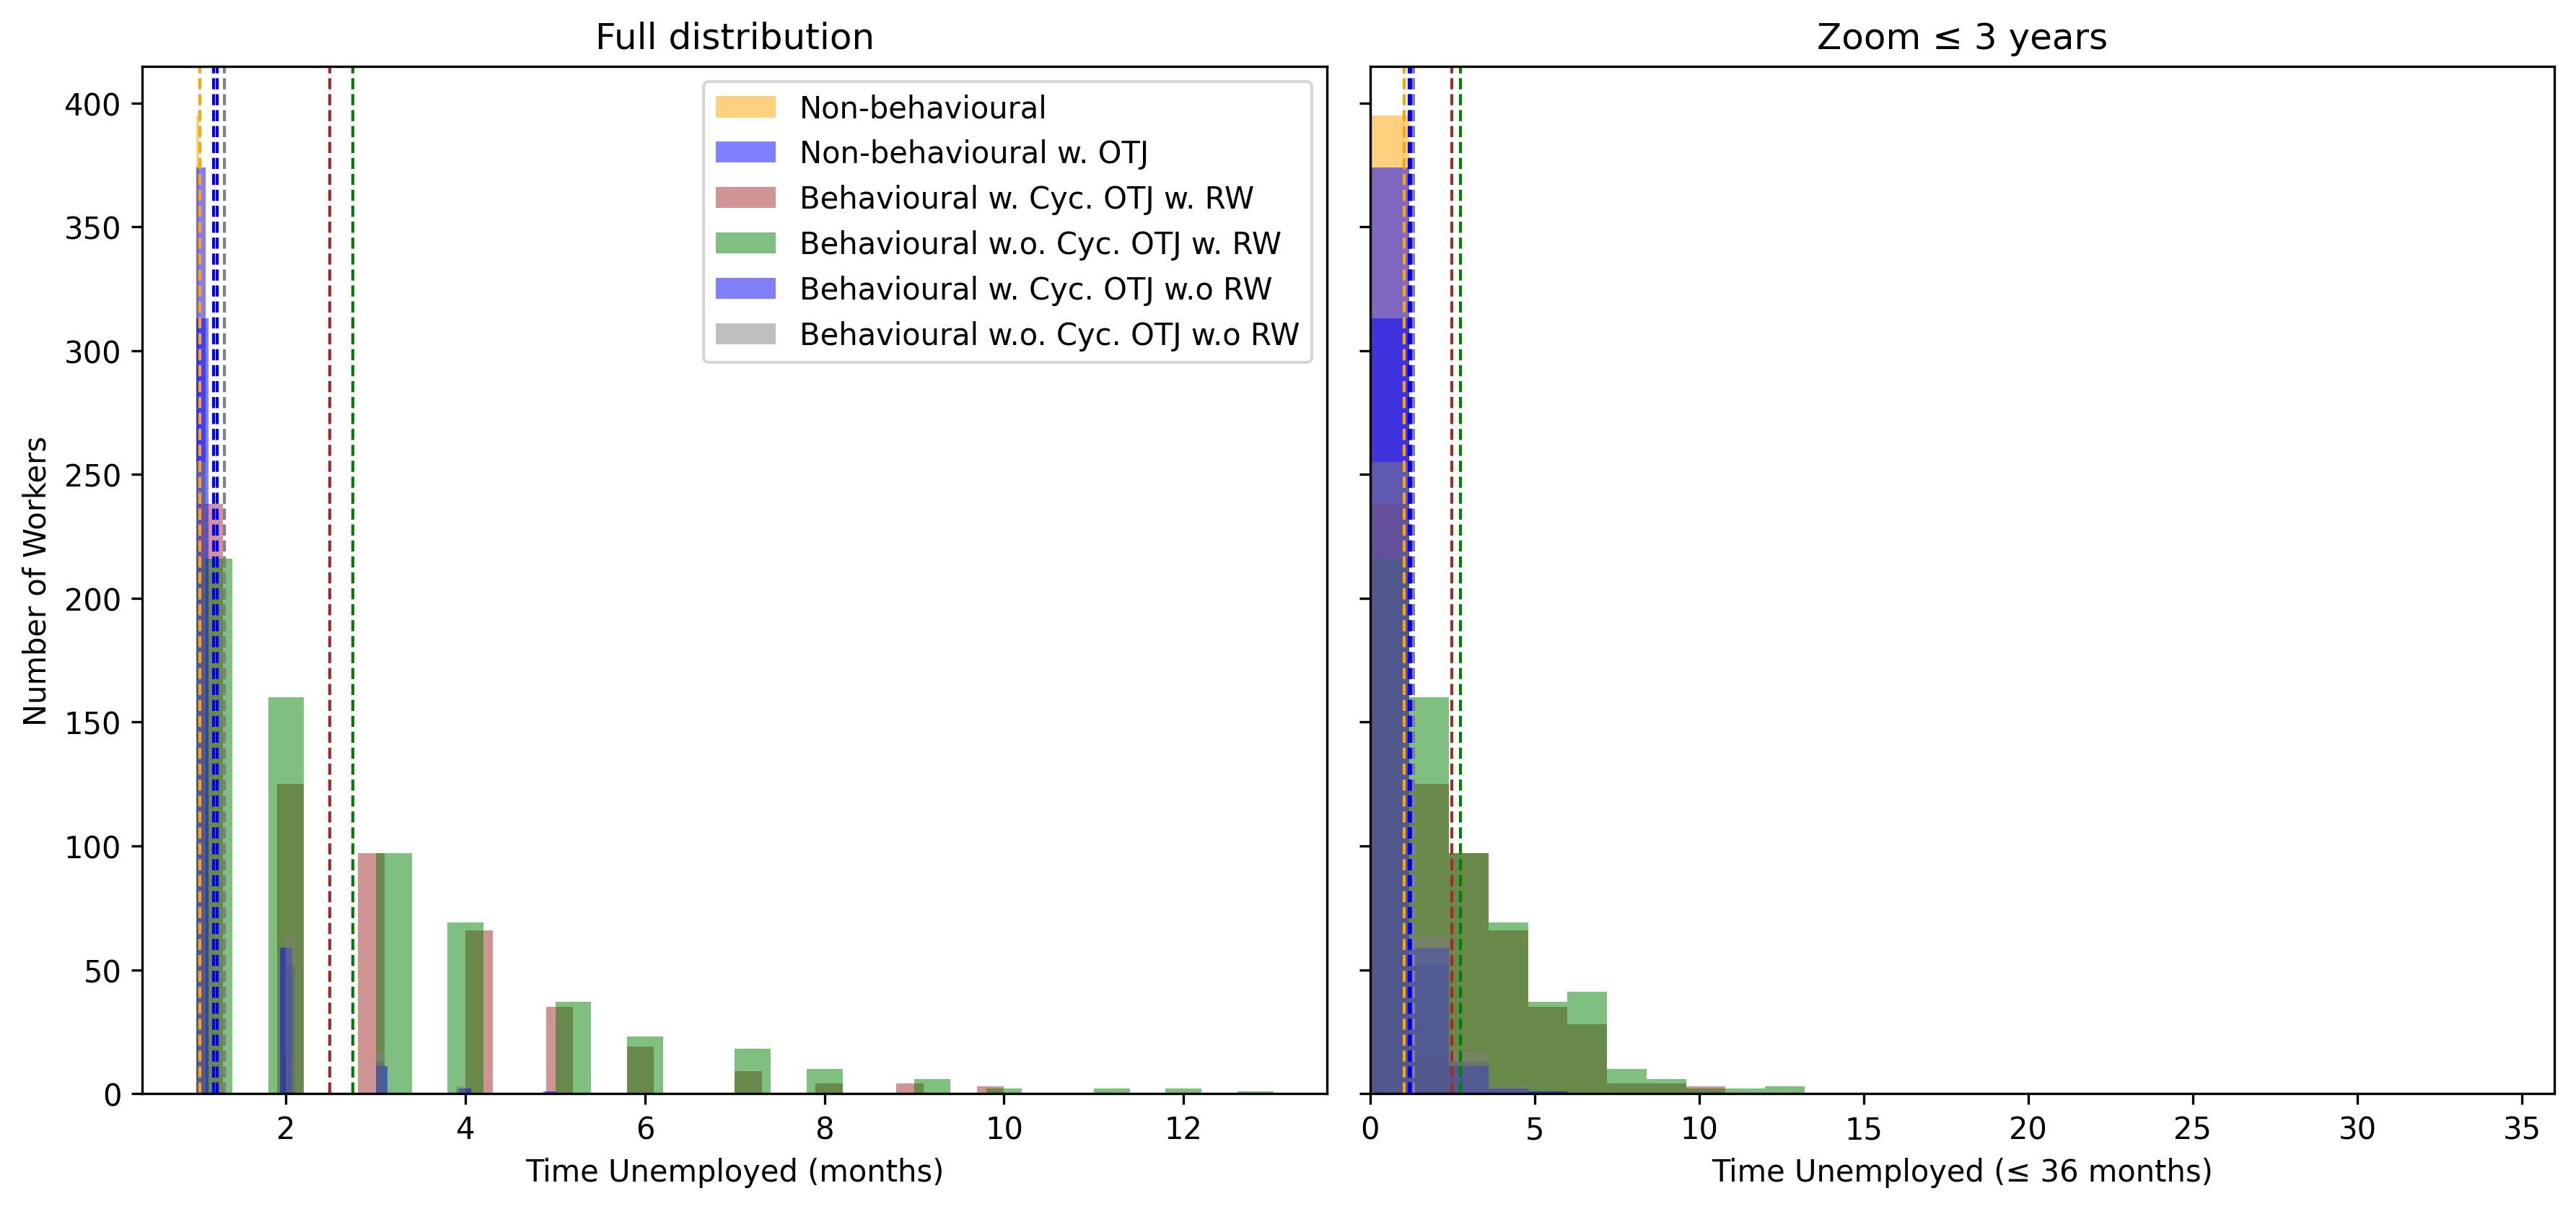 Full distribution
Zoom ≤ 3 years
Non-behavioural
Non-behavioural w. OTJ
Behavioural w. Cyc. OTJ w. RW
Behavioural w.o. Cyc. OTJ w. RW
Behavioural w. Cyc. OTJ w.o RW
Behavioural w.o. Cyc. OTJ w.o RW
Number of Workers
400
350
300
250
200
150
100
50
0
2 4 6 8 10 12
0 5 10 15 20 25 30 35
Time Unemployed (months)
Time Unemployed (≤ 36 months)